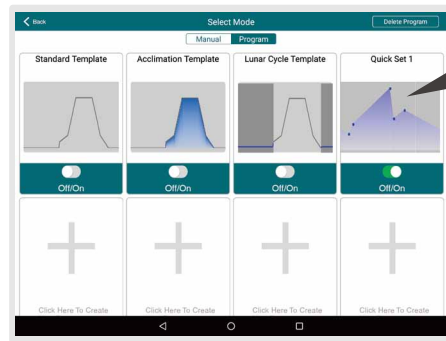 Back Select Mode Delete Program
Manual Program
Standard Template Acclimation Template Lunar Cycle Template Quick Set 1
Off/On Off/On Off/On Off/On
Click Here To Create Click Here To Create Click Here To Create Click Here To Create